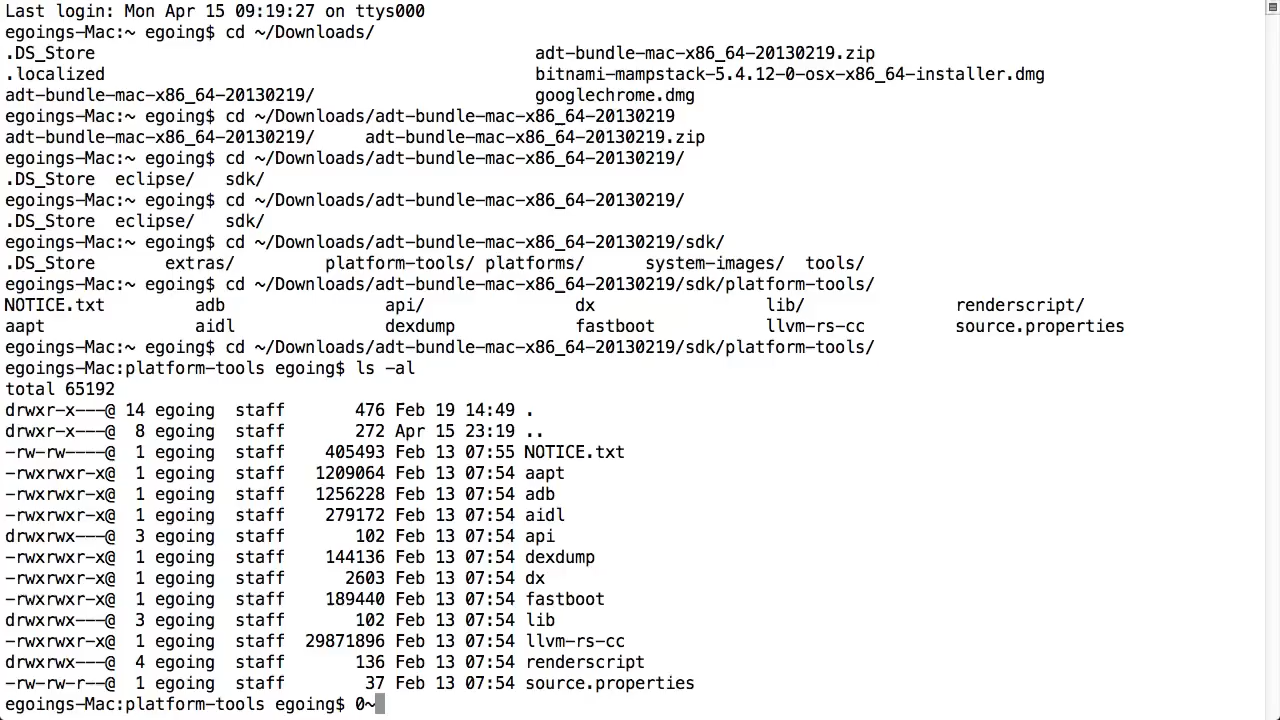 Last login: Mon Apr 15 09:19:27 on ttys000
egoings-Mac:~ egoing$ cd ~/Downloads/
.DS_Store                                            adt-bundle-mac-x86_64-20130219.zip
.localized                                           bitnami-mampstack-5.4.12-0-osx-x86_64-installer.dmg
adt-bundle-mac-x86_64-20130219/                      googlechrome.dmg
egoings-Mac:~ egoing$ cd ~/Downloads/adt-bundle-mac-x86_64-20130219
adt-bundle-mac-x86_64-20130219/     adt-bundle-mac-x86_64-20130219.zip
egoings-Mac:~ egoing$ cd ~/Downloads/adt-bundle-mac-x86_64-20130219/
.DS_Store  eclipse/   sdk/
egoings-Mac:~ egoing$ cd ~/Downloads/adt-bundle-mac-x86_64-20130219/
.DS_Store  eclipse/   sdk/
egoings-Mac:~ egoing$ cd ~/Downloads/adt-bundle-mac-x86_64-20130219/sdk/
.DS_Store       extras/         platform-tools/ platforms/      system-images/  tools/
egoings-Mac:~ egoing$ cd ~/Downloads/adt-bundle-mac-x86_64-20130219/sdk/platform-tools/
NOTICE.txt         adb                api/               dx                 lib/               renderscript/
aapt               aidl               dexdump            fastboot           llvm-rs-cc         source.properties
egoings-Mac:~ egoing$ cd ~/Downloads/adt-bundle-mac-x86_64-20130219/sdk/platform-tools/
egoings-Mac:platform-tools egoing$ ls -al
total 65192
drwxr-x---@ 14 egoing  staff       476 Feb 19 14:49 .
drwxr-x---@  8 egoing  staff       272 Apr 15 23:19 ..
-rw-rw----@  1 egoing  staff    405493 Feb 13 07:55 NOTICE.txt
-rwxrwxr-x@  1 egoing  staff   1209064 Feb 13 07:54 aapt
-rwxrwxr-x@  1 egoing  staff   1256228 Feb 13 07:54 adb
-rwxrwxr-x@  1 egoing  staff    279172 Feb 13 07:54 aidl
drwxrwx---@  3 egoing  staff       102 Feb 13 07:54 api
-rwxrwxr-x@  1 egoing  staff    144136 Feb 13 07:54 dexdump
-rwxrwxr-x@  1 egoing  staff      2603 Feb 13 07:54 dx
-rwxrwxr-x@  1 egoing  staff    189440 Feb 13 07:54 fastboot
drwxrwx---@  3 egoing  staff       102 Feb 13 07:54 lib
-rwxrwxr-x@  1 egoing  staff  29871896 Feb 13 07:54 llvm-rs-cc
drwxrwx---@  4 egoing  staff       136 Feb 13 07:54 renderscript
-rw-rw-r--@  1 egoing  staff        37 Feb 13 07:54 source.properties
egoings-Mac:platform-tools egoing$ 0~